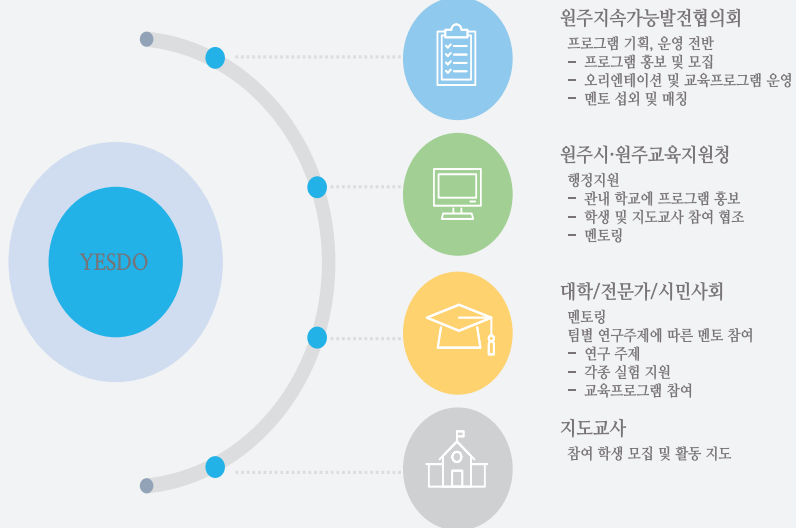 YESDO
원주지속가능발전협의회
프로그램 기획, 운영 전반
– 프로그램 홍보 및 모집
– 오리엔테이션 및 교육프로그램 운영
– 멘토 섭외 및 매칭
원주시·원주교육지원청
행정지원
– 관내 학교에 프로그램 홍보
– 학생 및 지도교사 참여 협조
– 멘토링
대학/전문가/시민사회
멘토링
팀별 연구주제에 따른 멘토 참여
– 연구 주제
– 각종 실험 지원
– 교육프로그램 참여
지도교사
참여 학생 모집 및 활동 지도